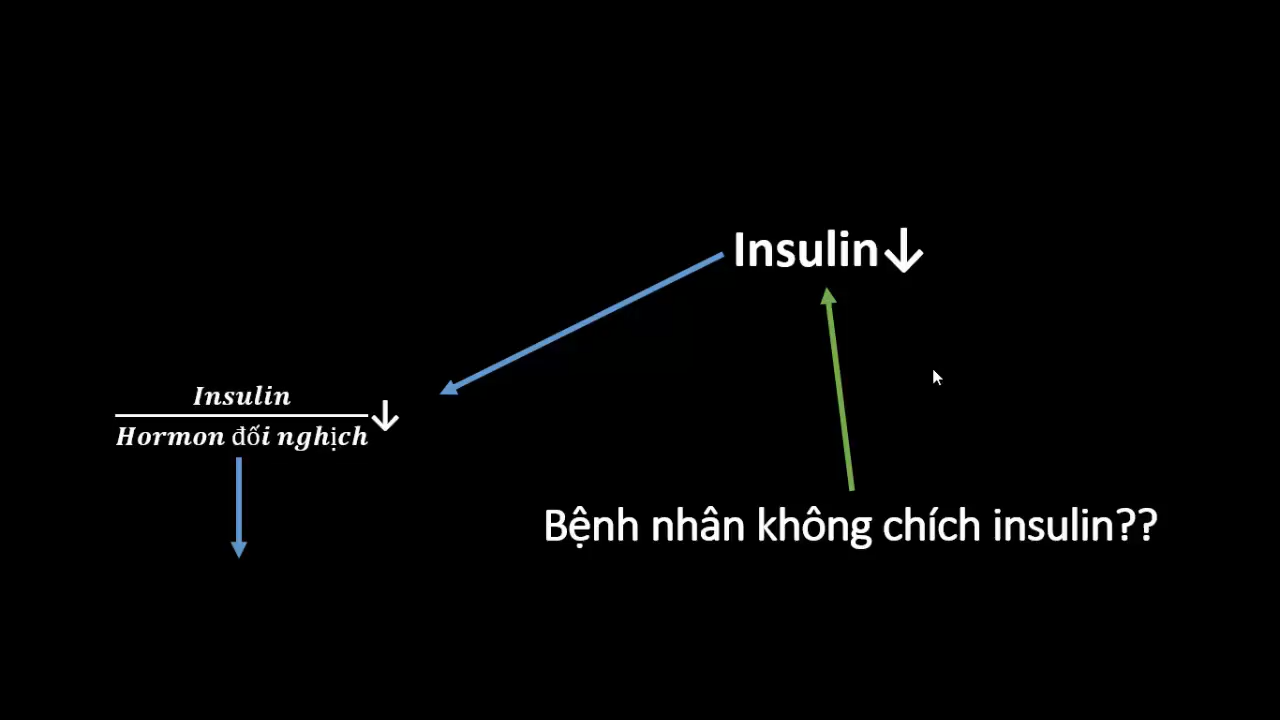 Insulin↓
Insulin
Hormon đối nghịch↓
Bệnh nhân không chích insulin??